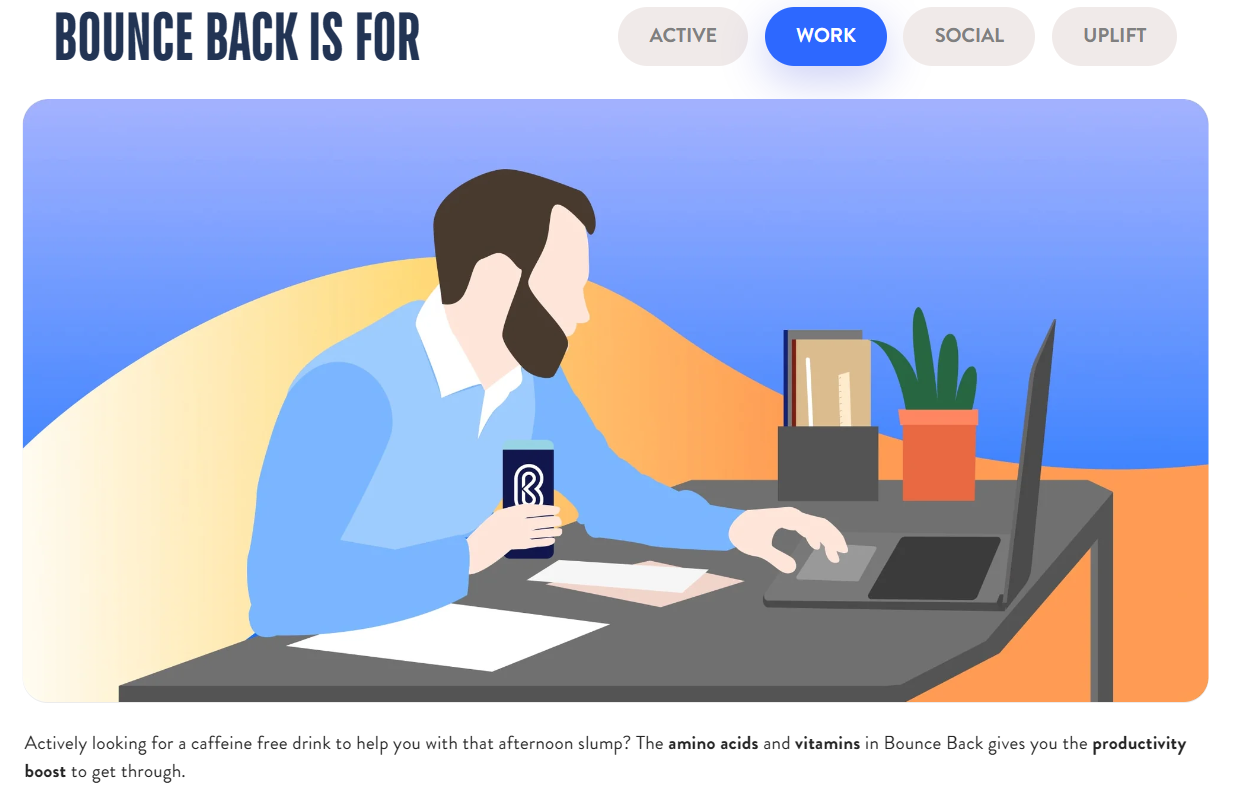 BOUNCE BACK IS FOR
ACTIVE
WORK
SOCIAL
UPLIFT
Actively looking for a caffeine free drink to help you with that afternoon slump? The amino acids and vitamins in Bounce Back gives you the productivity
boost to get through.